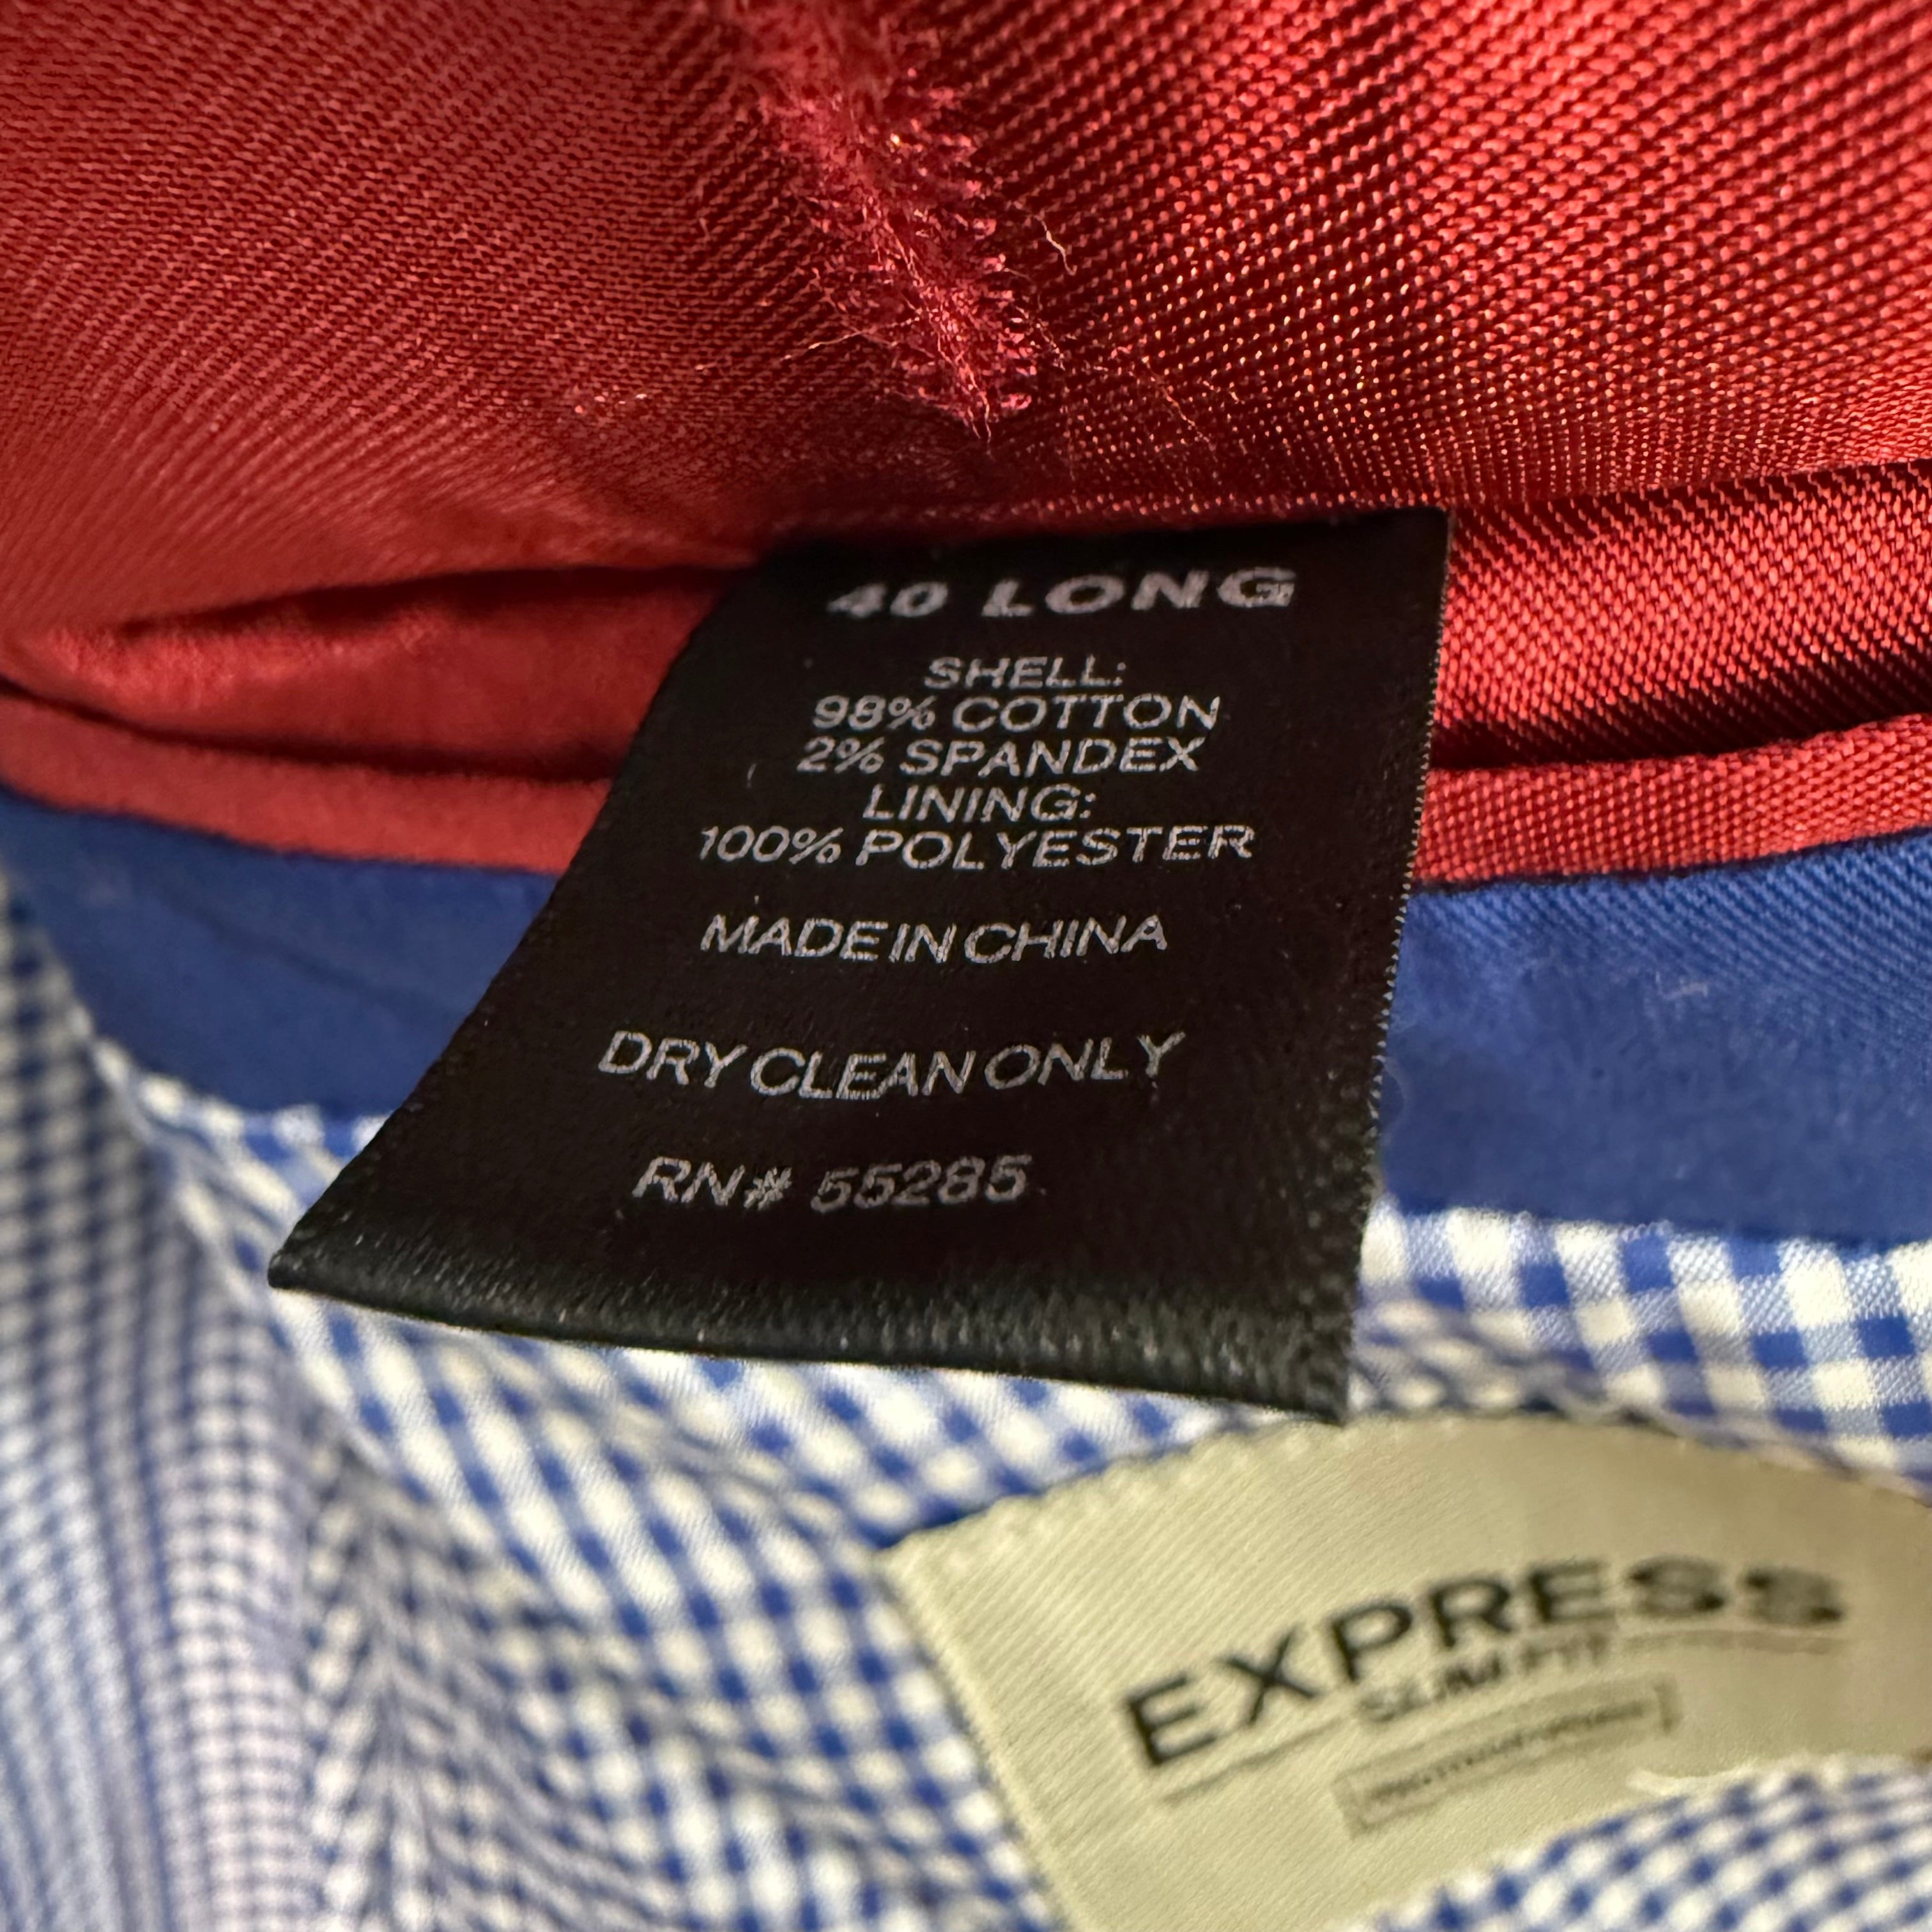 40 LONG
SHELL:
98% COTTON
2% SPANDEX
LINING:
100% POLYESTER
MADE IN CHINA
DRY CLEAN ONLY
RN# 55285
EXPRESS
SLIM FIT